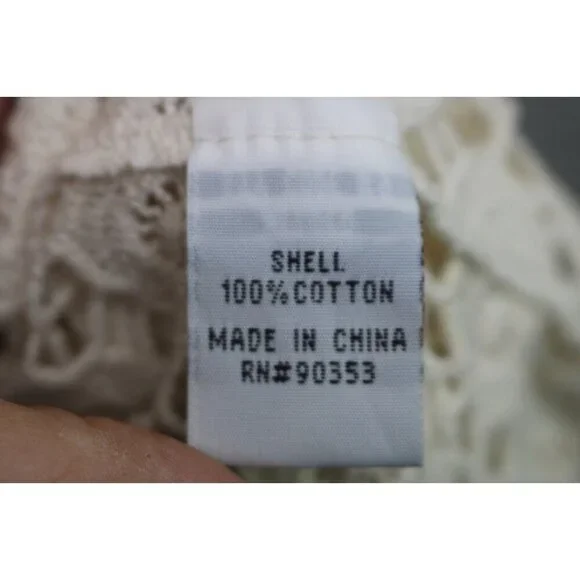 SHELL
100% COTTON
MADE IN CHINA
RN#90353